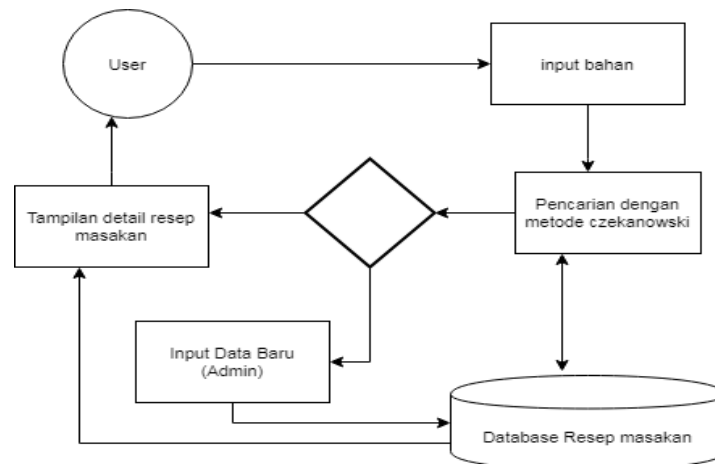 User
input bahan
Tampilan detail resep
masakan
Pencarian dengan
metode czekanowski
Input Data Baru
(Admin)
Database Resep masakan